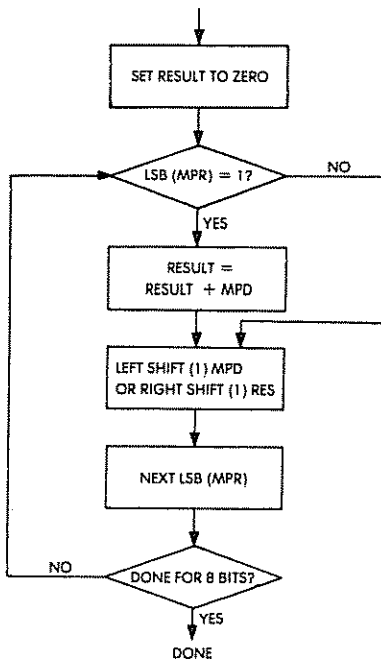 SET RESULT TO ZERO
LSB (MPR) = 1?
NO
YES
RESULT =
RESULT + MPD
LEFT SHIFT (1) MPD
OR RIGHT SHIFT (1) RES
NEXT LSB (MPR)
NO
DONE FOR 8 BITS?
YES
DONE